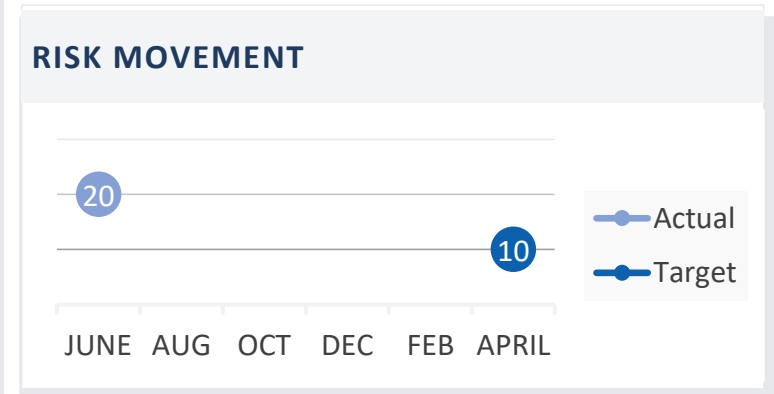 RISK MOVEMENT
20
10
Actual
Target
JUNE AUG OCT DEC FEB APRIL